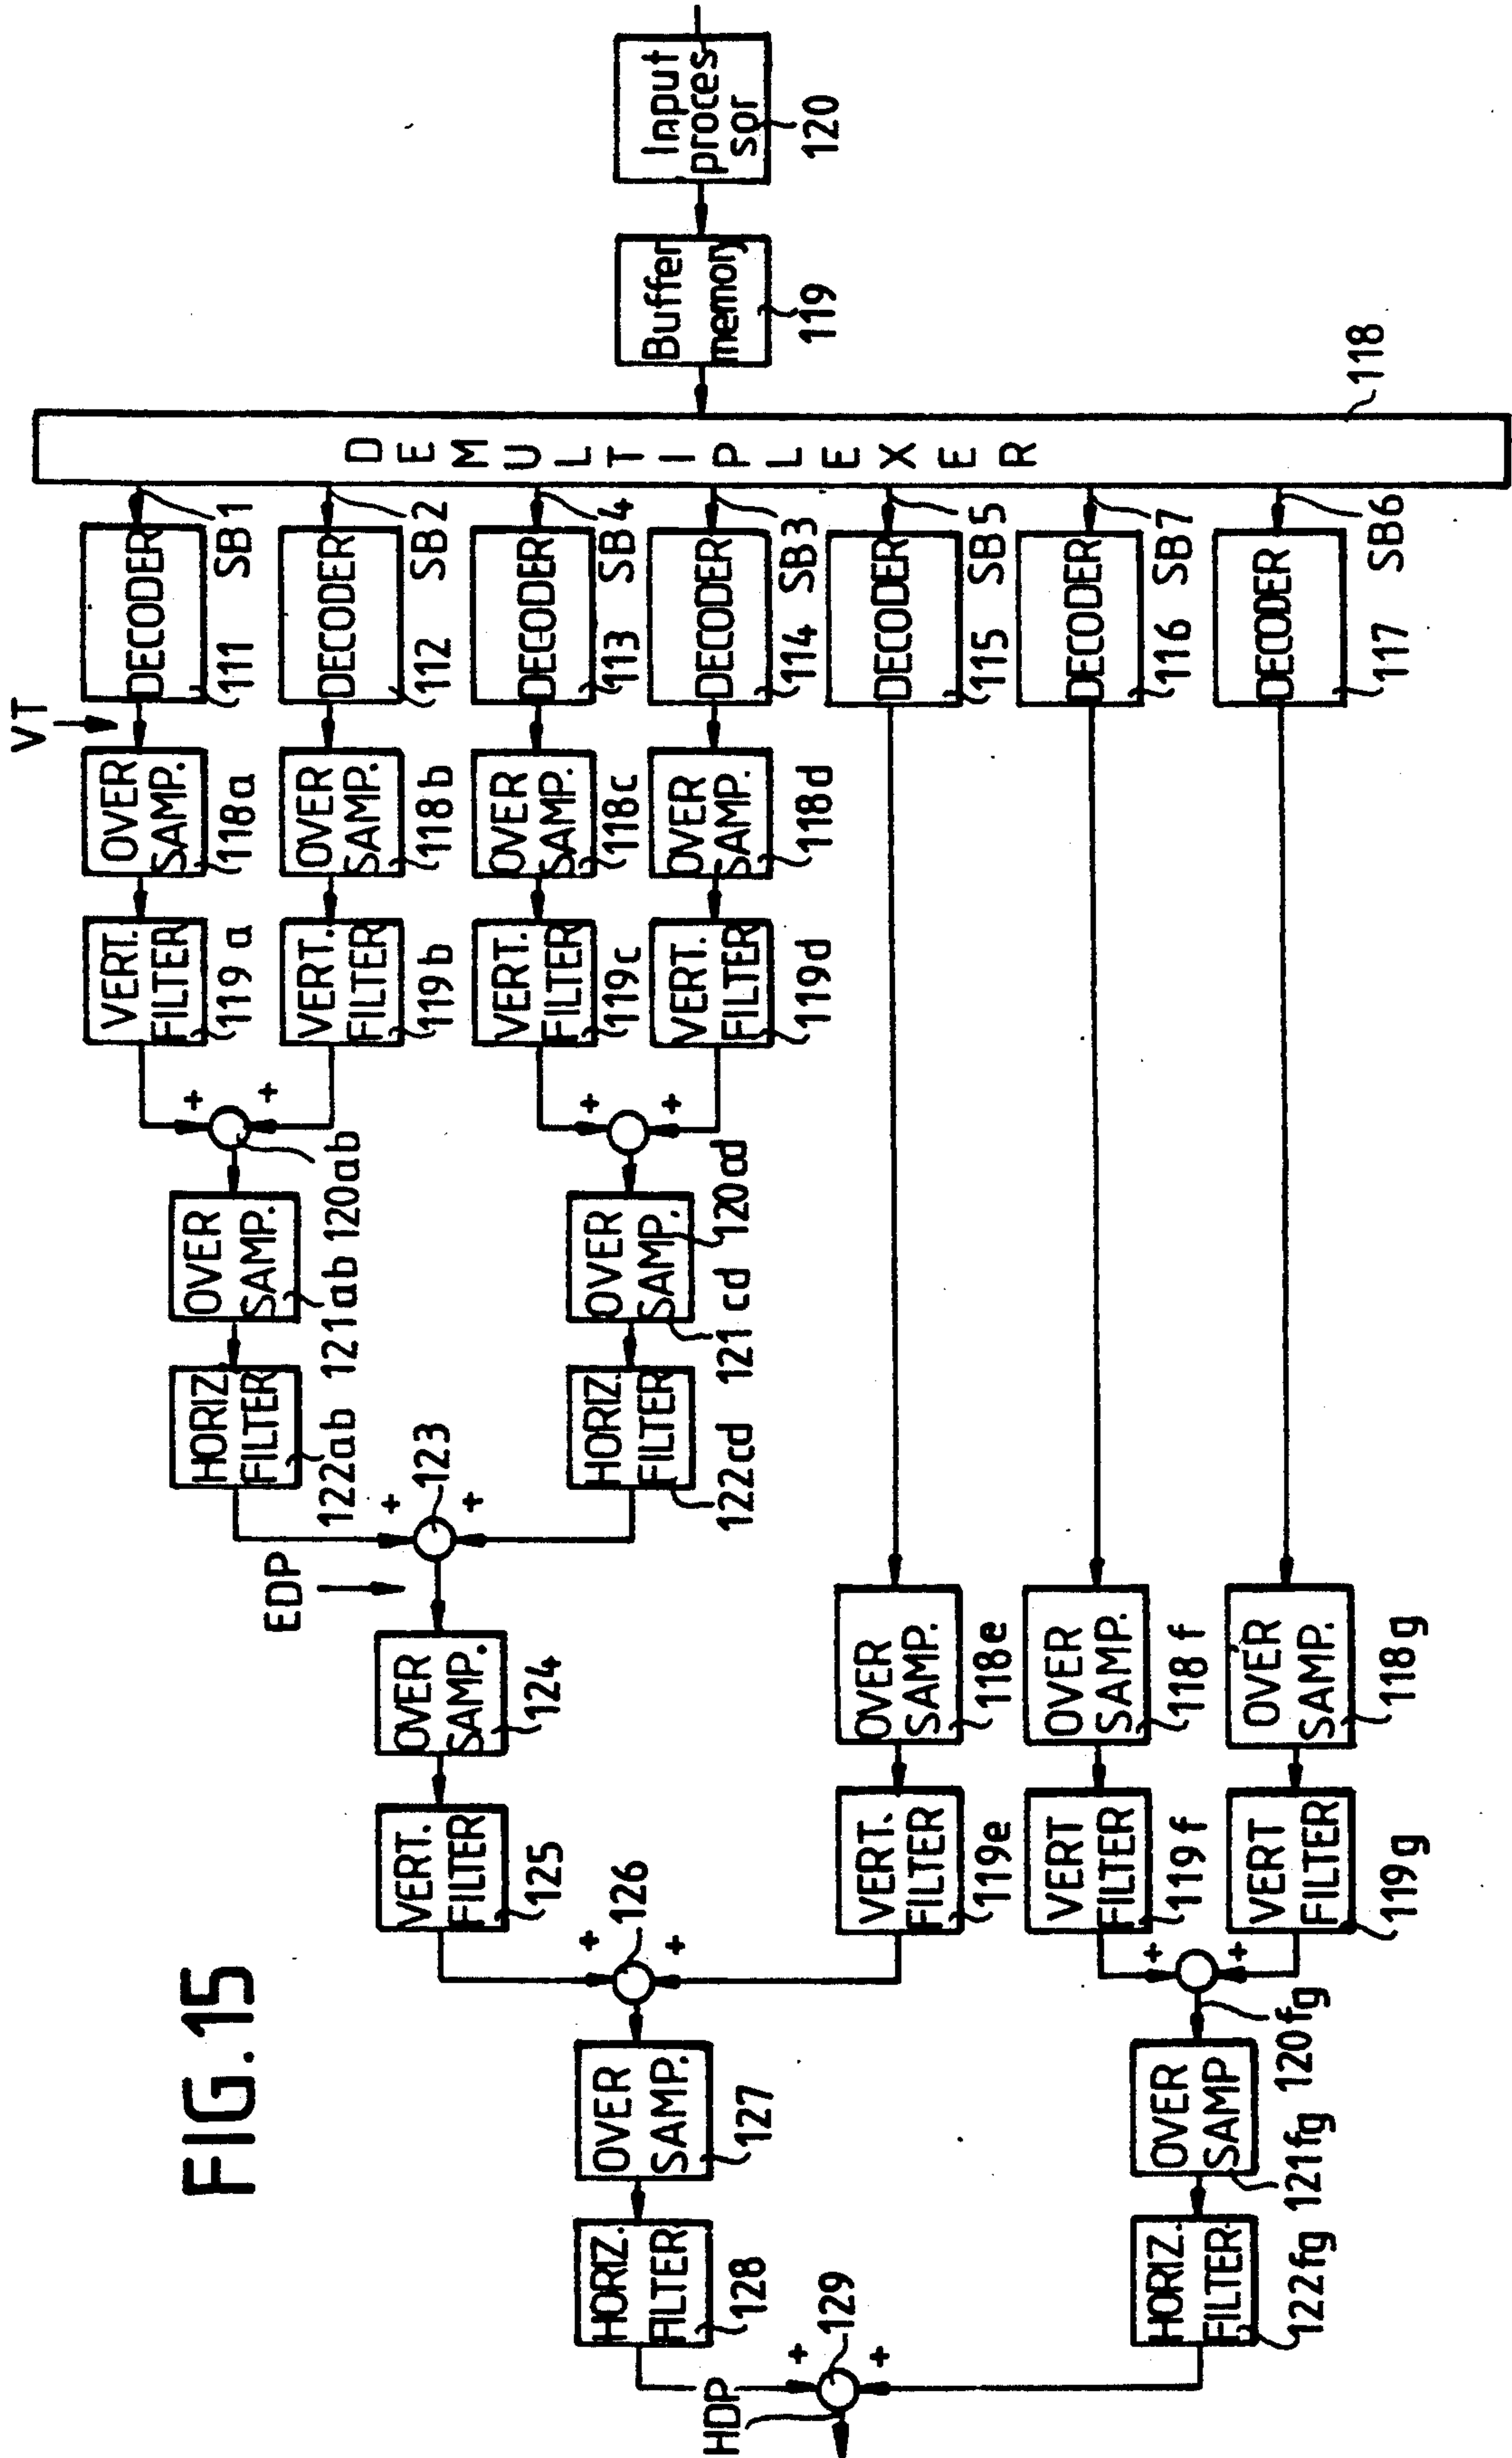 FIG. 15
Input
proces
sor
120
Buffer
memory
119
DEMULTIPLEXER
118
SB1
SB2
SB4
SB3
SB5
SB7
SB6
DECODER
111
DECODER
112
DECODER
113
DECODER
114
DECODER
115
DECODER
116
DECODER
117
VT
OVER
SAMP.
118a
OVER
SAMP.
118b
OVER
SAMP.
118c
OVER
SAMP.
118d
VERT.
FILTER
119a
VERT.
FILTER
119b
VERT.
FILTER
119c
VERT.
FILTER
119d
+
+
120ab
+
+
120cd
OVER
SAMP.
121ab
OVER
SAMP.
121cd
HORIZ.
FILTER
122ab
HORIZ.
FILTER
122cd
+
+
123
EDP
OVER
SAMP.
124
OVER
SAMP.
118e
OVER
SAMP.
118f
OVER
SAMP.
118g
VERT.
FILTER
125
VERT.
FILTER
119e
VERT
FILTER
119f
VERT
FILTER
119g
+
+
126
+
+
120fg
OVER
SAMP.
127
OVER
SAMP
121fg
HORIZ.
FILTER
128
HORIZ.
FILTER
122fg
+
+
129
HDP